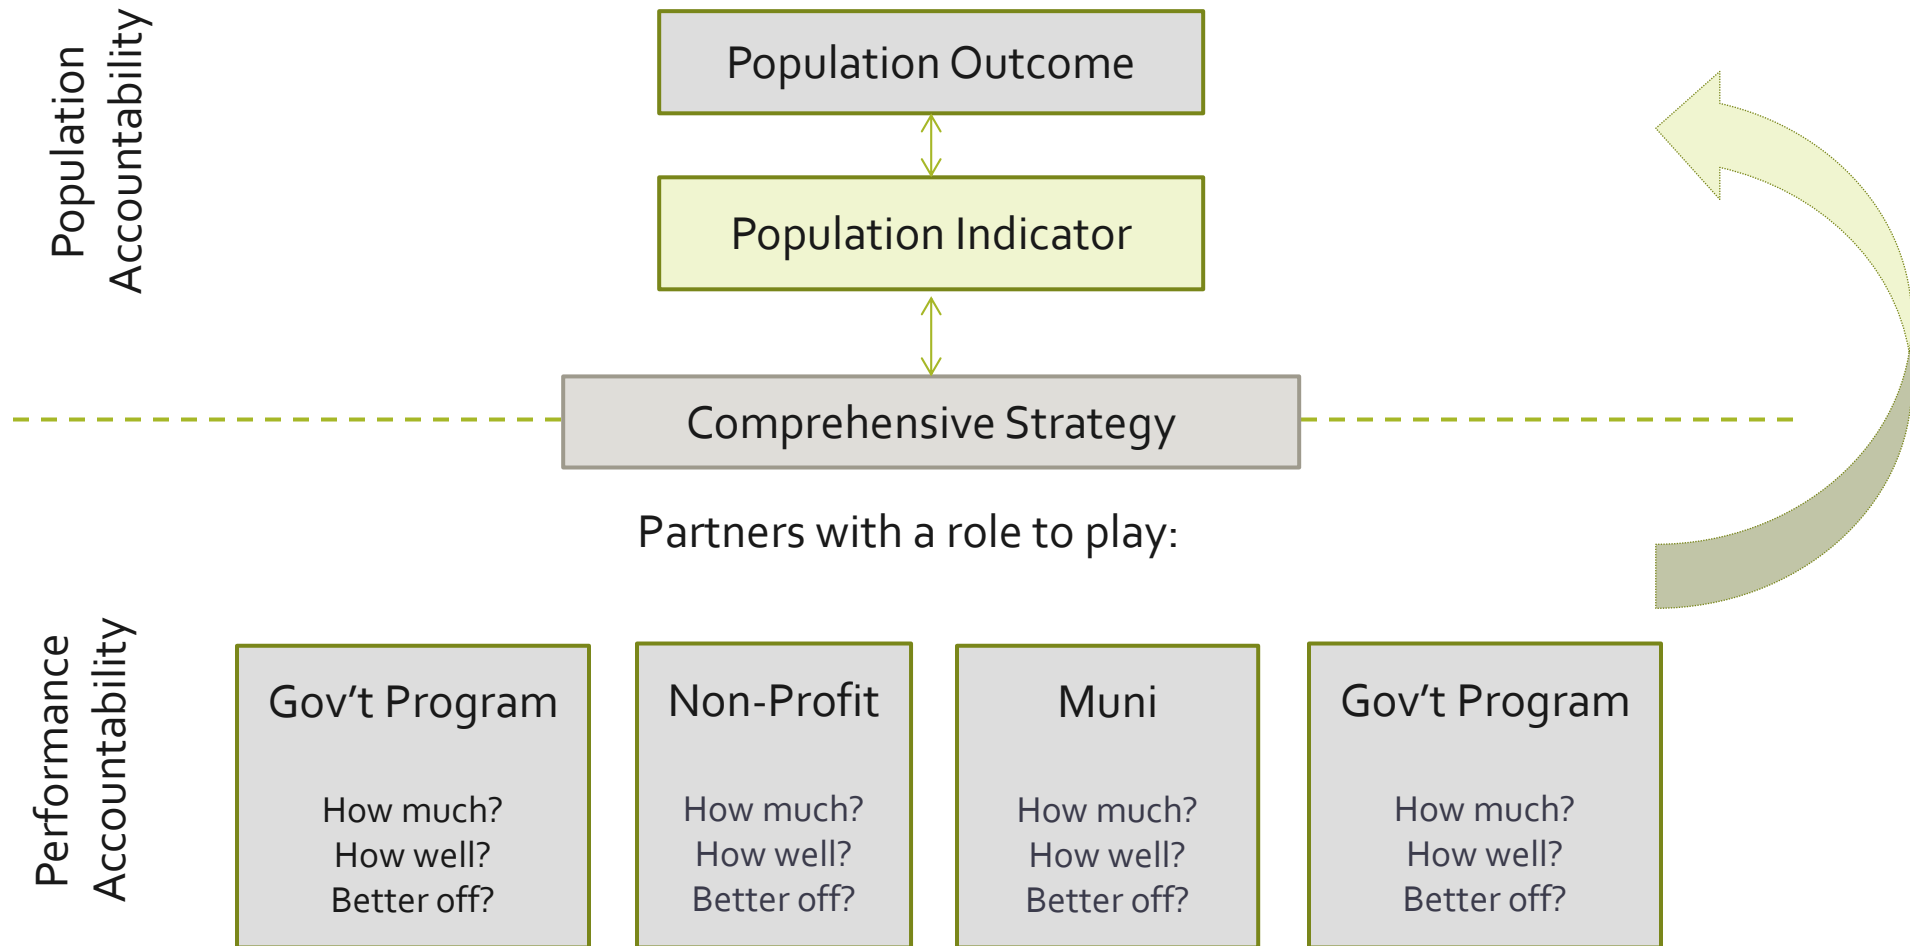 Population
Accountability
Population Outcome
Population Indicator
Comprehensive Strategy
Partners with a role to play:
Performance
Accountability
Gov’t Program
How much?
How well?
Better off?
Non-Profit
How much?
How well?
Better off?
Muni
How much?
How well?
Better off?
Gov’t Program
How much?
How well?
Better off?